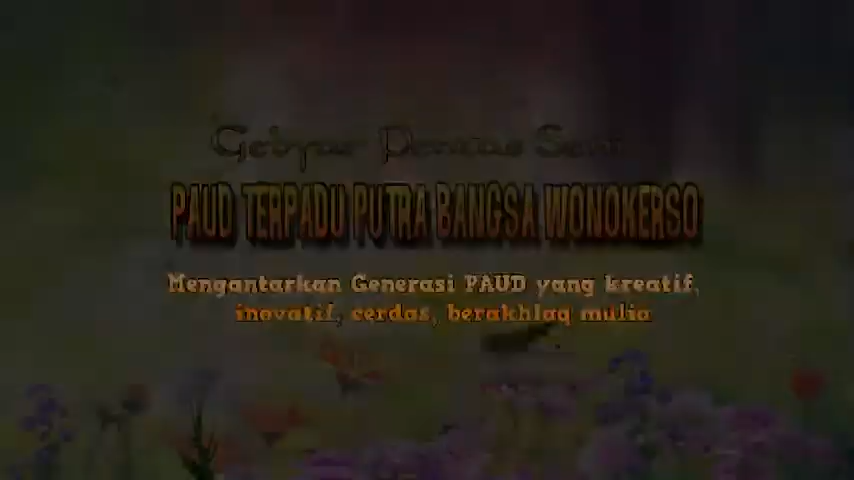 Gebyar Pentas Seni
PAUD TERPADU PUTRA BANGSA WONOKERSO
Mengantarkan Generasi PAUD yang kreatif,
inovatif, cerdas, berakhlaq mulia